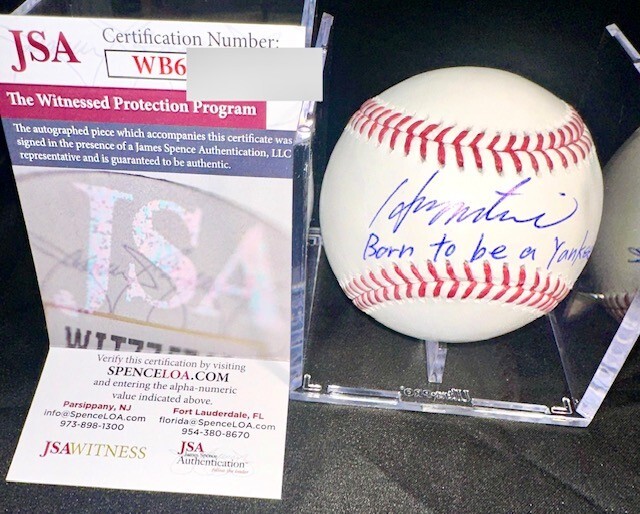 JSA
Certification Number:
WB6
The Witnessed Protection Program
The autographed piece which accompanies this certificate was
signed in the presence of a James Spence Authentication, LLC
representative and is guaranteed to be authentic.
JSA
Verify this certification by visiting
SPENCELOA.COM
and entering the alpha-numeric
value indicated above.
Parsippany, NJ
info@SpenceLOA.com
973-898-1300
Fort Lauderdale, FL
florida@SpenceLOA.com
954-380-8670
JSAWITNESS
JSA
James Spence
Authentication
Born to be a Yankee